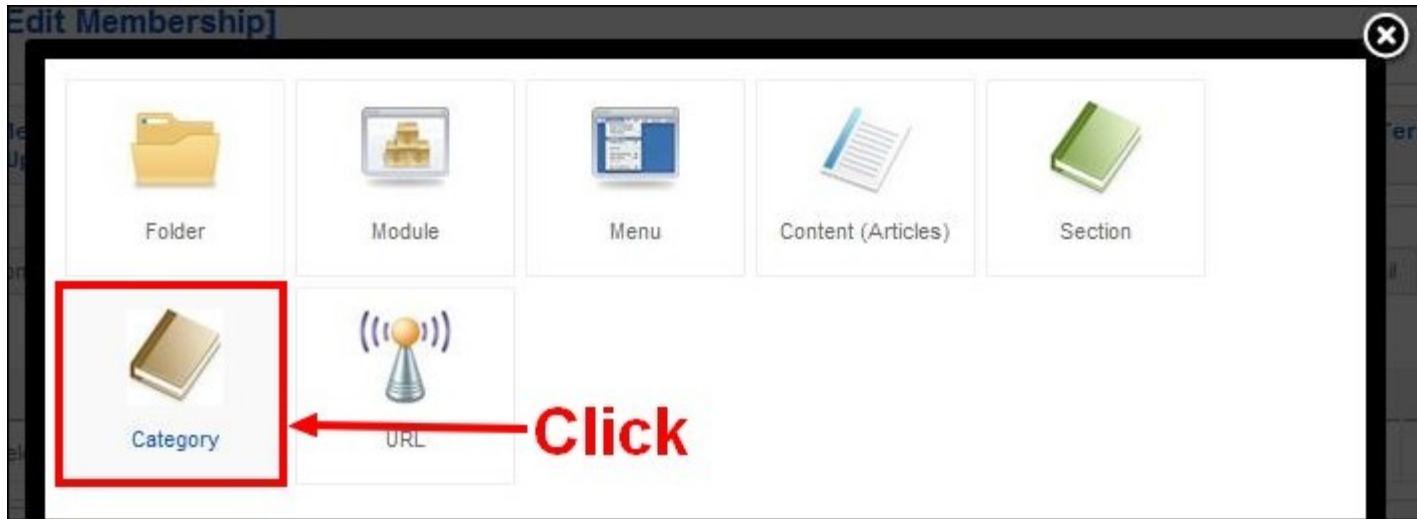 Edit Membership]
Folder
Module
Menu
Content (Articles)
Section
Category
URL
Click